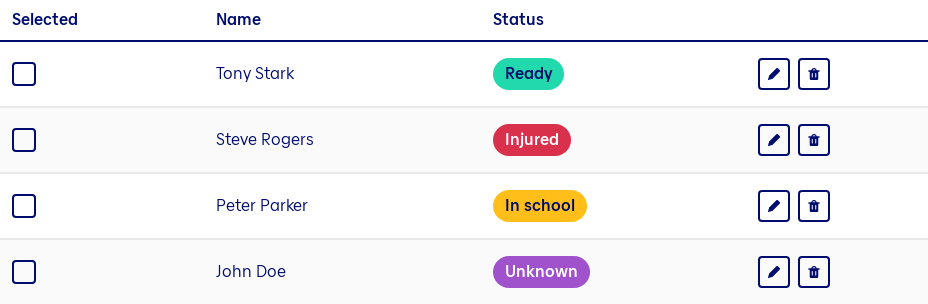 Selected Name Status
Tony Stark Ready
Steve Rogers Injured
Peter Parker In school
John Doe Unknown